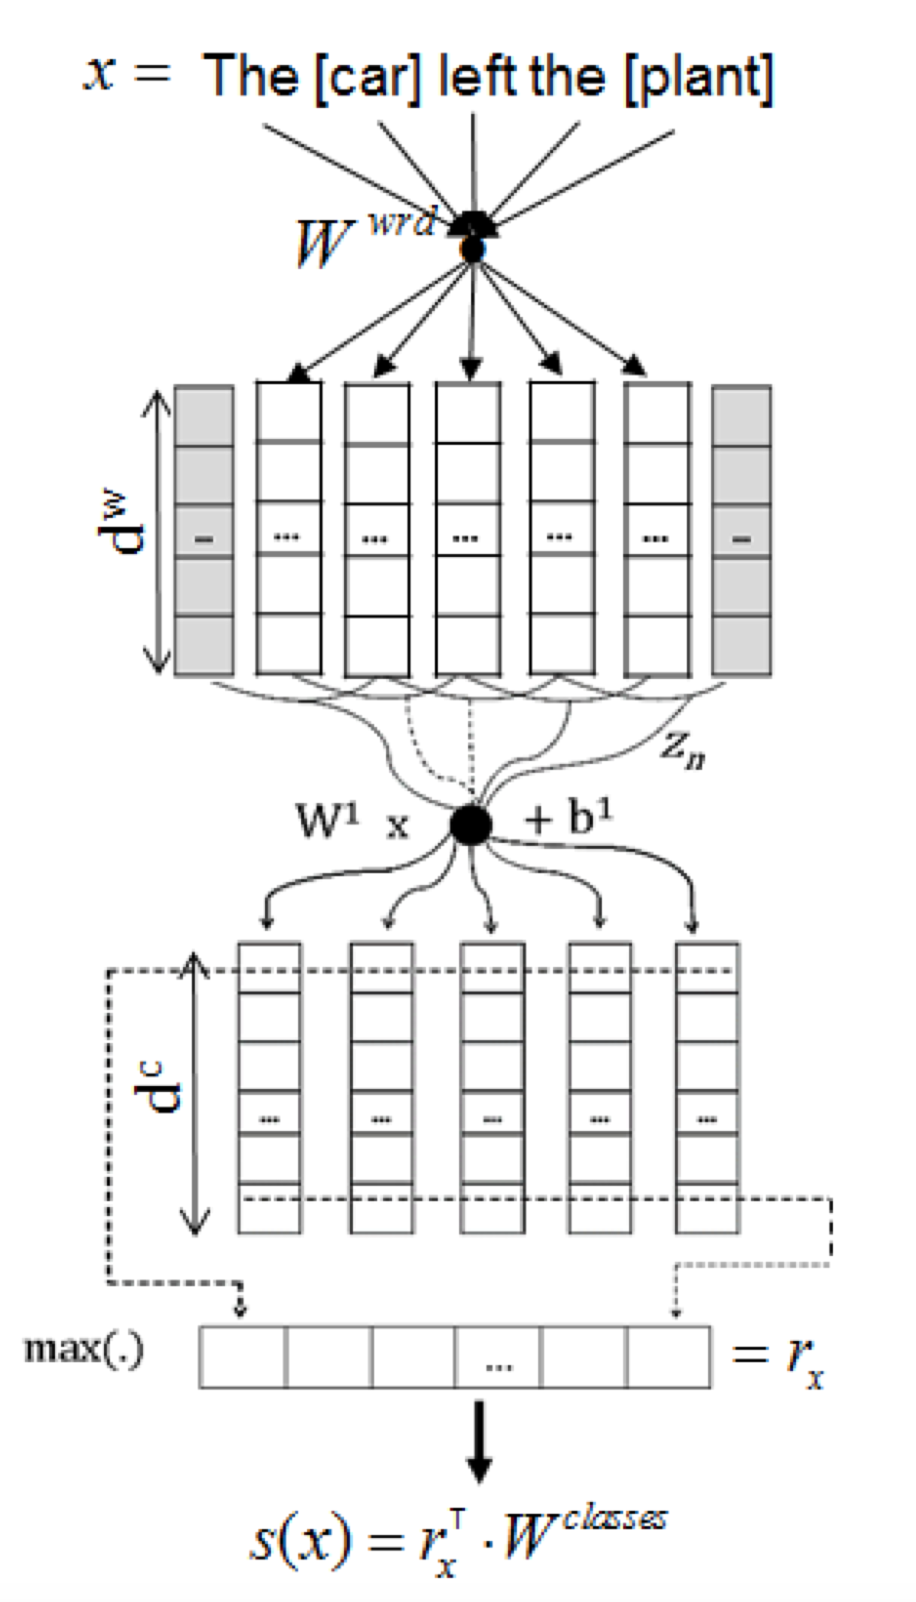 x = The [car] left the [plant]
W^wrd
d^w
– ... ... ... ... ... –
z_n
W¹ x + b¹
d^c
... ... ... ... ...
max(.) ... = r_x
s(x) = r_x^T · W^classes